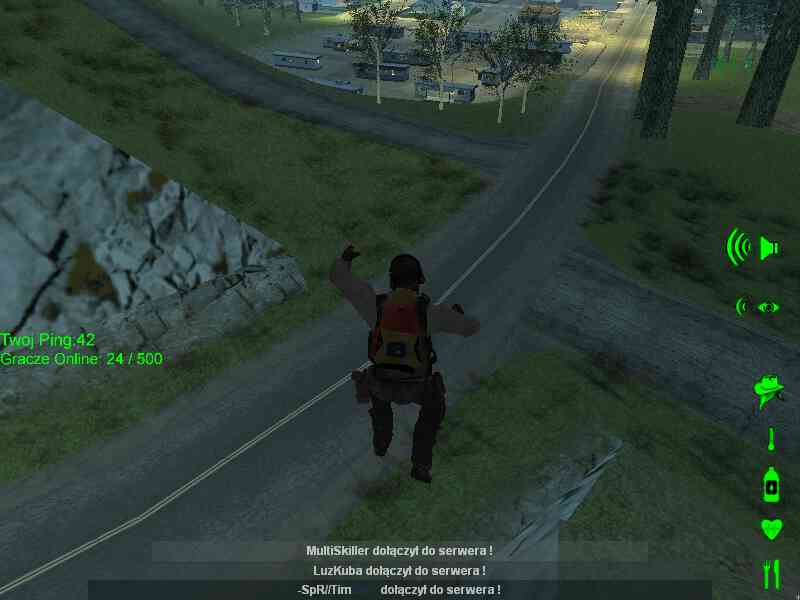 Twoj Ping:42
Gracze Online: 24 / 500
MultiSkiller dołączył do serwera !
LuzKuba dołączył do serwera !
-SpR//Tim dołączył do serwera !